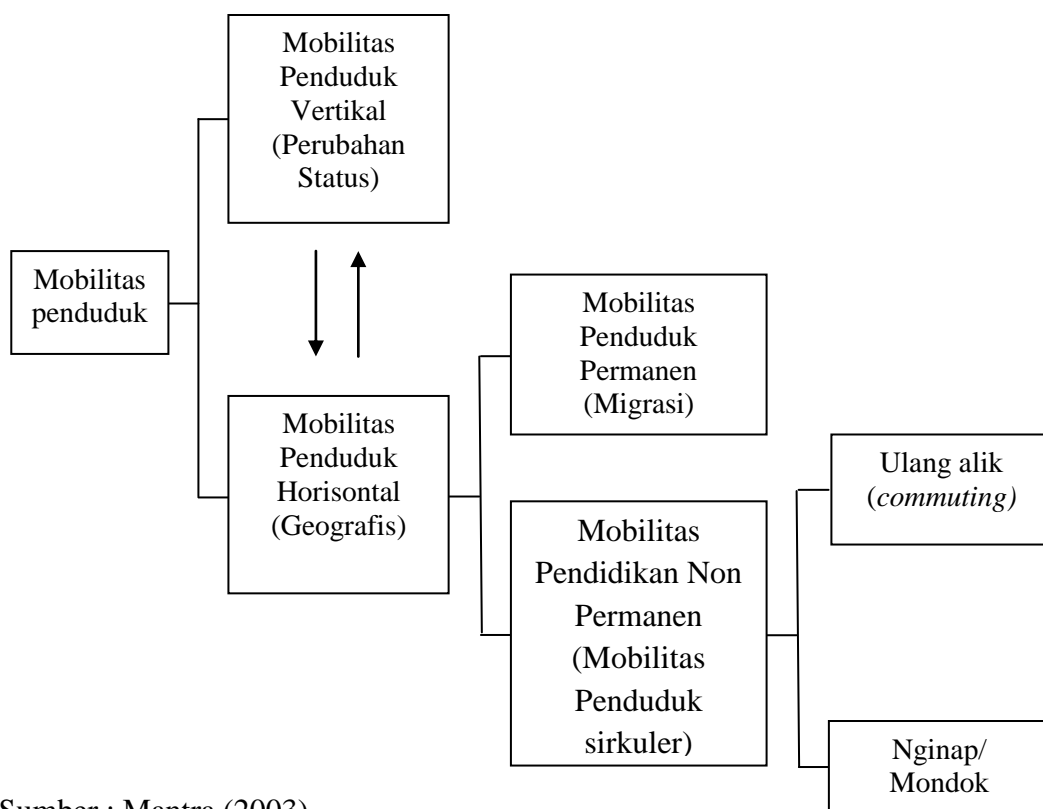 Mobilitas
Penduduk
Vertikal
(Perubahan
Status)
Mobilitas
penduduk
Mobilitas
Penduduk
Permanen
(Migrasi)
Mobilitas
Penduduk
Horisontal
(Geografis)
Ulang alik
(commuting)
Mobilitas
Pendidikan Non
Permanen
(Mobilitas
Penduduk
sirkuler)
Nginap/
Mondok
Sumber : Mantra (2003)